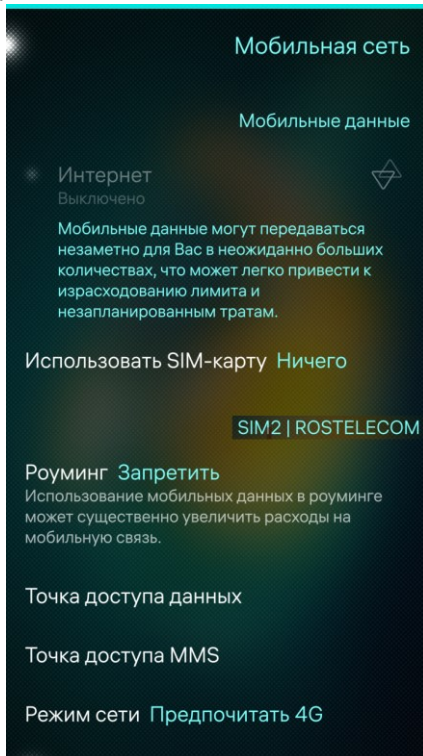 Мобильная сеть
Мобильные данные
Интернет
Выключено
Мобильные данные могут передаваться
незаметно для Вас в неожиданно больших
количествах, что может легко привести к
израсходованию лимита и
незапланированным тратам.
Использовать SIM-карту Ничего
SIM2 | ROSTELECOM
Роуминг Запретить
Использование мобильных данных в роуминге
может существенно увеличить расходы на
мобильную связь.
Точка доступа данных
Точка доступа MMS
Режим сети Предпочитать 4G